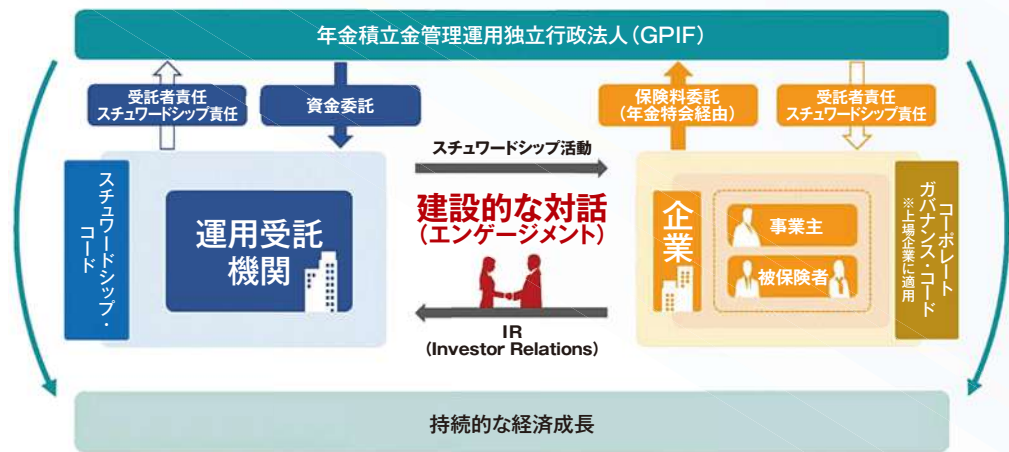 年金積立金管理運用独立行政法人（GPIF）
受託者責任
スチュワードシップ責任
資金委託
保険料委託
（年金特会経由）
受託者責任
スチュワードシップ責任
スチュワードシップ・
コード
運用受託
機関
スチュワードシップ活動
建設的な対話
（エンゲージメント）
IR
（Investor Relations）
企業
事業主
被保険者
コーポレート
ガバナンス・コード
※上場企業に適用
持続的な経済成長